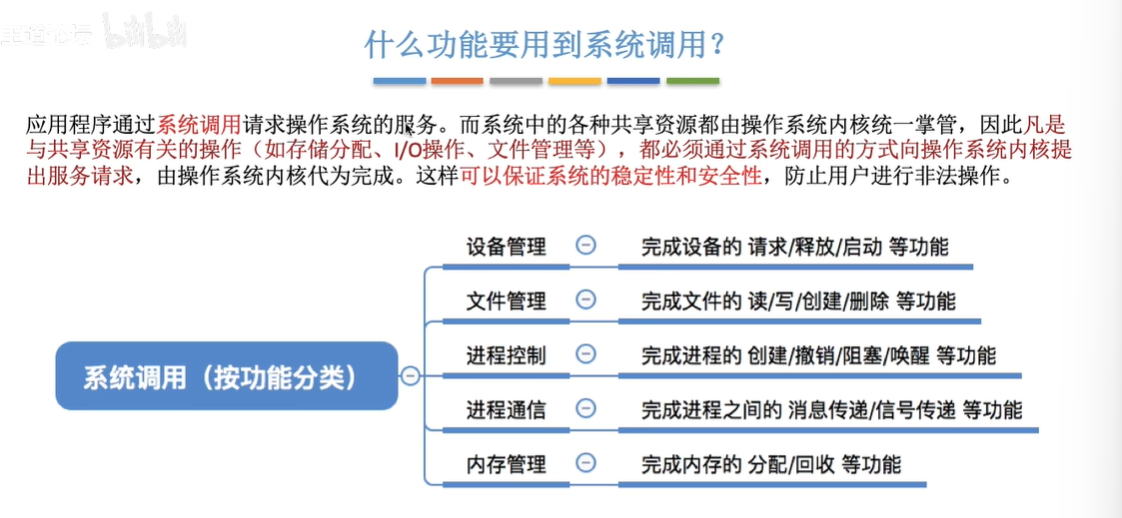 王道论坛 bilibili
什么功能要用到系统调用？
应用程序通过系统调用请求操作系统的服务。而系统中的各种共享资源都由操作系统内核统一掌管，因此凡是
与共享资源有关的操作（如存储分配、I/O操作、文件管理等），都必须通过系统调用的方式向操作系统内核提
出服务请求，由操作系统内核代为完成。这样可以保证系统的稳定性和安全性，防止用户进行非法操作。
系统调用（按功能分类）
设备管理 完成设备的 请求/释放/启动 等功能
文件管理 完成文件的 读/写/创建/删除 等功能
进程控制 完成进程的 创建/撤销/阻塞/唤醒 等功能
进程通信 完成进程之间的 消息传递/信号传递 等功能
内存管理 完成内存的 分配/回收 等功能